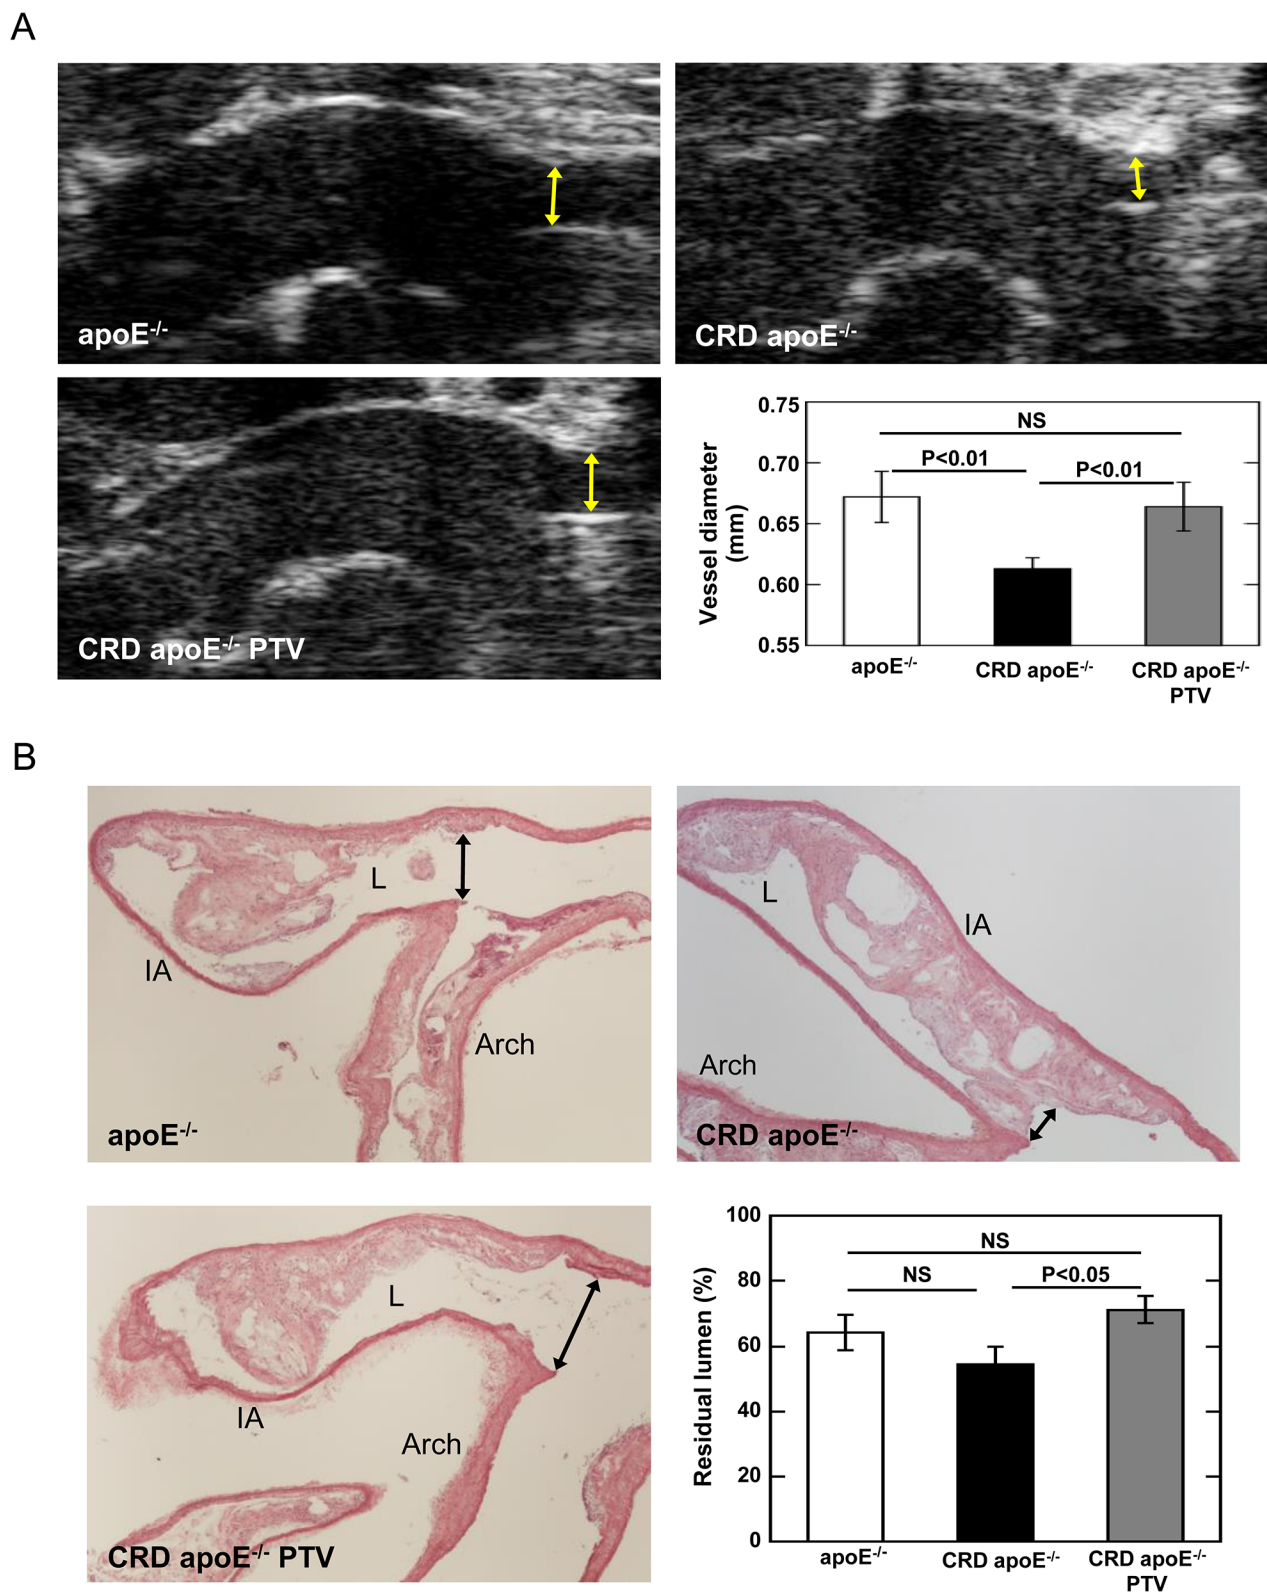 A
apoE-/-
CRD apoE-/-
CRD apoE-/- PTV
0.75
0.70
0.65
0.60
0.55
Vessel diameter
(mm)
NS
P<0.01
P<0.01
apoE-/-
CRD apoE-/-
CRD apoE-/-
PTV
B
L
IA
Arch
apoE-/-
L
IA
Arch
CRD apoE-/-
L
IA
Arch
CRD apoE-/- PTV
100
80
60
40
20
0
Residual lumen (%)
NS
NS
P<0.05
apoE-/-
CRD apoE-/-
CRD apoE-/-
PTV